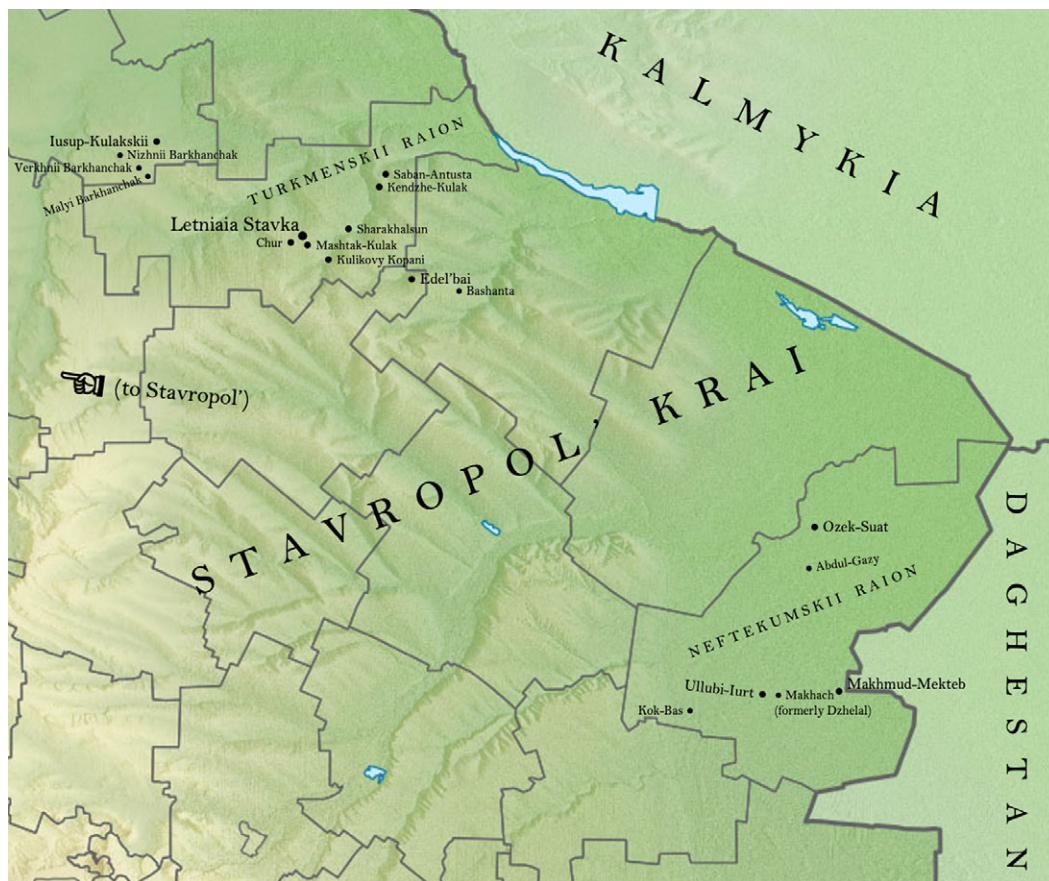 KALMYKIA
TURKMENSKII RAION
Iusup-Kulakskii
Nizhnii Barkhanchak
Verkhnii Barkhanchak
Malyi Barkhanchak
Saban-Antusta
Kendzhe-Kulak
Letniaia Stavka
Sharakhalsun
Chur
Mashtak-Kulak
Kulikovy Kopani
Edel'bai
Bashanta
(to Stavropol')
STAVROPOL' KRAI
DAGHESTAN
Ozek-Suat
Abdul-Gazy
NEFTEKUMSKII RAION
Ullubi-Iurt
Makhmud-Mekteb
Makhach
(formerly Dzhelal)
Kok-Bas